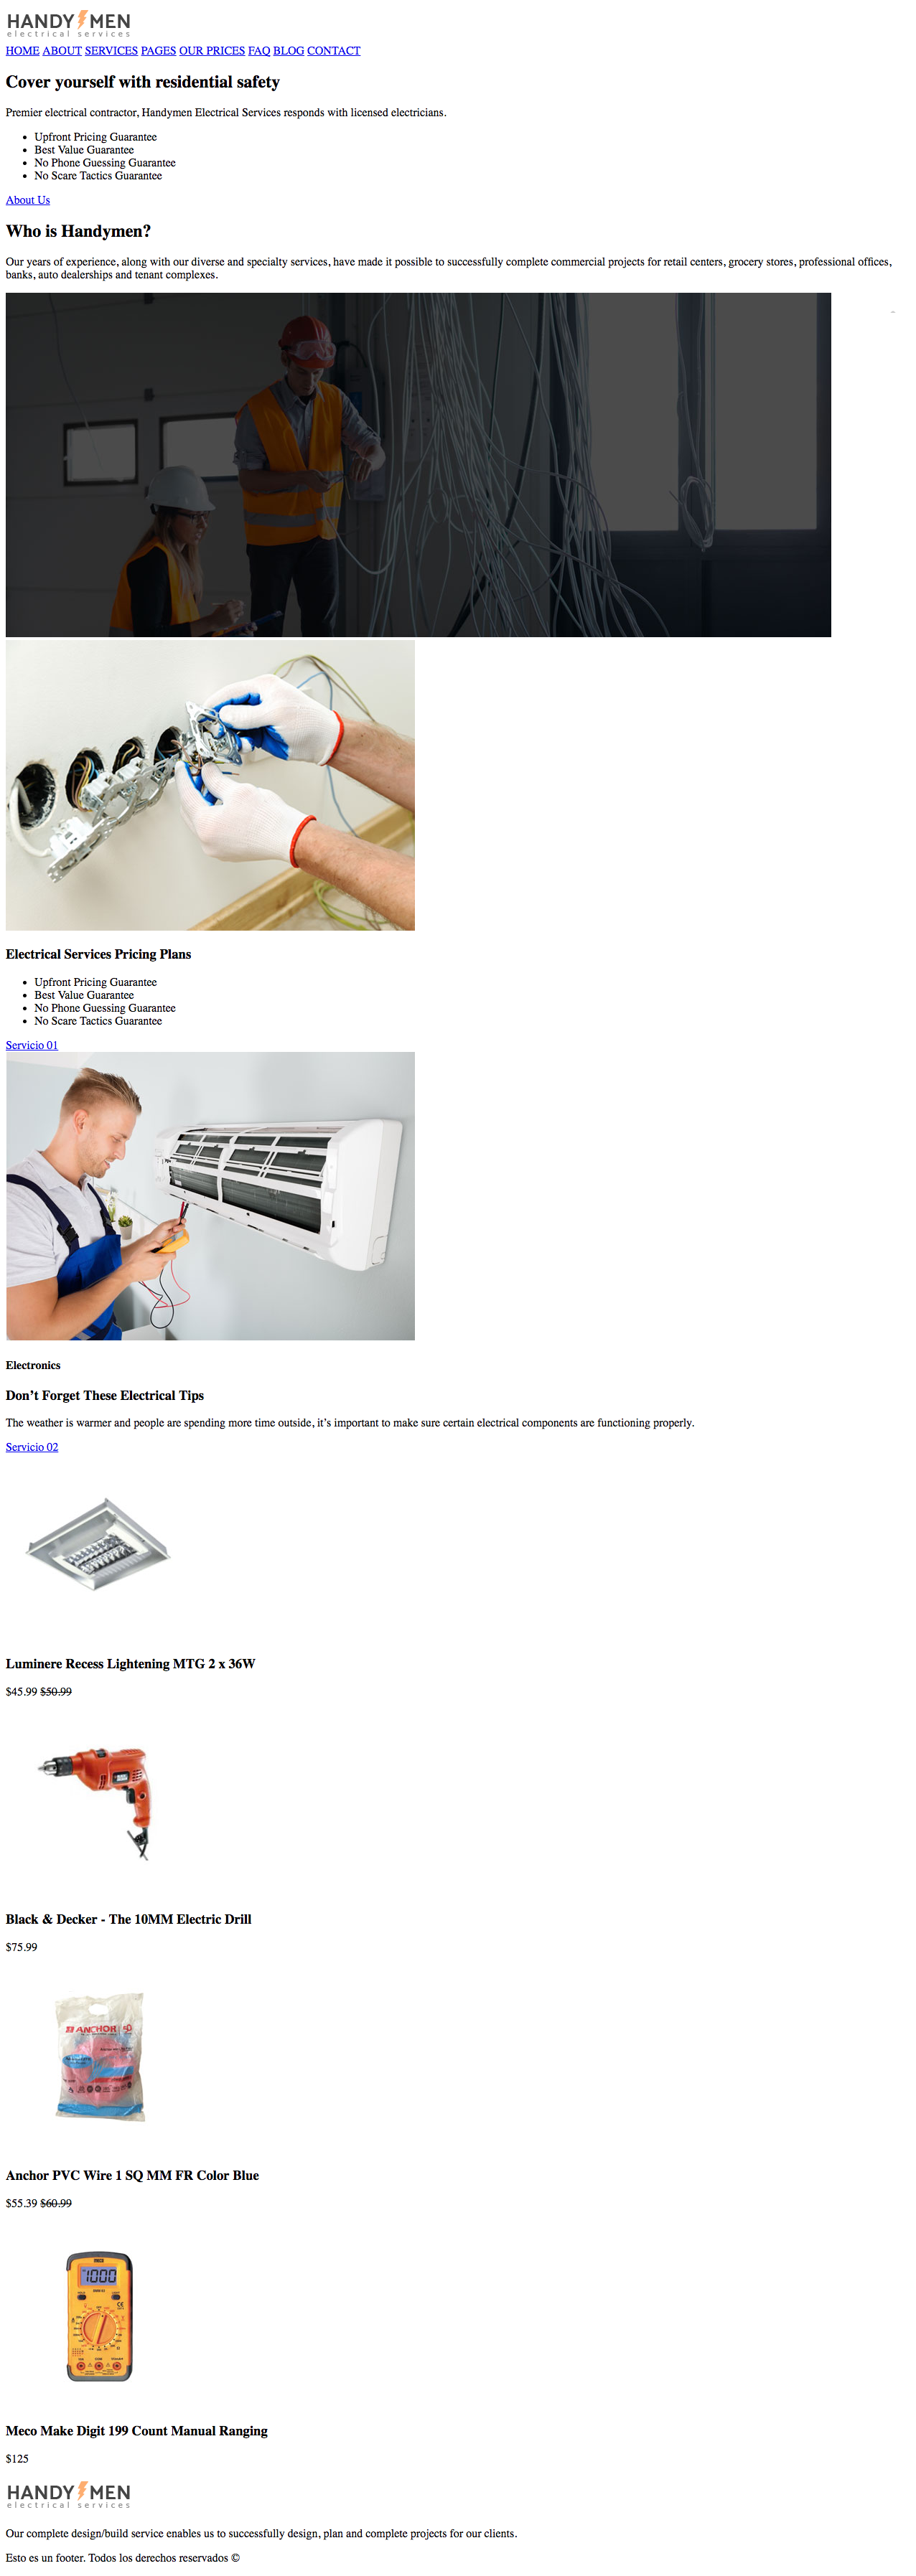 HANDY MEN
electrical services
HOME ABOUT SERVICES PAGES OUR PRICES FAQ BLOG CONTACT
Cover yourself with residential safety
Premier electrical contractor, Handymen Electrical Services responds with licensed electricians.
Upfront Pricing Guarantee
Best Value Guarantee
No Phone Guessing Guarantee
No Scare Tactics Guarantee
About Us
Who is Handymen?
Our years of experience, along with our diverse and specialty services, have made it possible to successfully complete commercial projects for retail centers, grocery stores, professional offices,
banks, auto dealerships and tenant complexes.
Electrical Services Pricing Plans
Upfront Pricing Guarantee
Best Value Guarantee
No Phone Guessing Guarantee
No Scare Tactics Guarantee
Servicio 01
Electronics
Don’t Forget These Electrical Tips
The weather is warmer and people are spending more time outside, it’s important to make sure certain electrical components are functioning properly.
Servicio 02
Luminere Recess Lightening MTG 2 x 36W
$45.99 $50.99
Black & Decker - The 10MM Electric Drill
$75.99
ANCHOR
Anchor PVC Wire 1 SQ MM FR Color Blue
$55.39 $60.99
1000
Meco Make Digit 199 Count Manual Ranging
$125
HANDY MEN
electrical services
Our complete design/build service enables us to successfully design, plan and complete projects for our clients.
Esto es un footer. Todos los derechos reservados ©